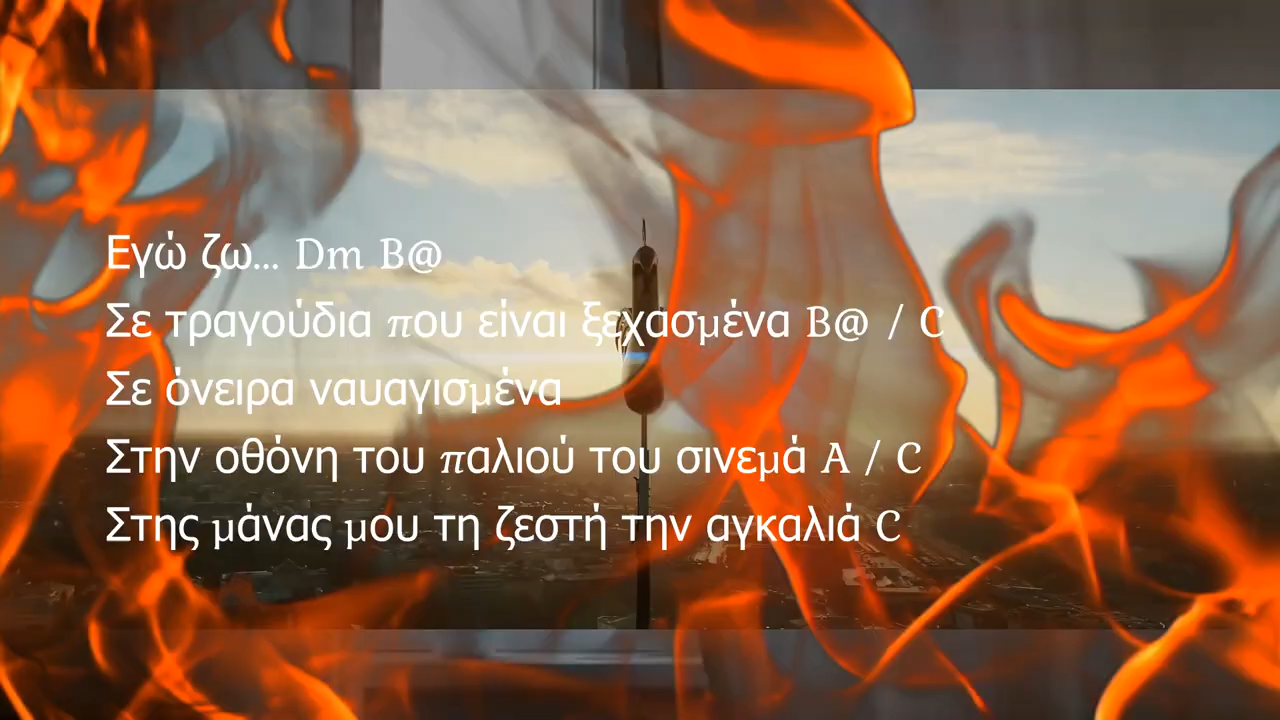 Εγώ ζω... Dm B@
Σε τραγούδια που είναι ξεχασμένα B@ / C
Σε όνειρα ναυαγισμένα
Στην οθόνη του παλιού του σινεμά A / C
Στης μάνας μου τη ζεστή την αγκαλιά C